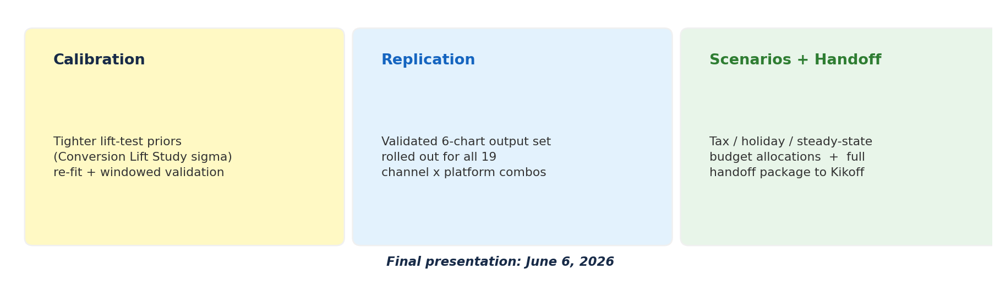 Calibration
Tighter lift-test priors
(Conversion Lift Study sigma)
re-fit + windowed validation
Replication
Validated 6-chart output set
rolled out for all 19
channel x platform combos
Scenarios + Handoff
Tax / holiday / steady-state
budget allocations  +  full
handoff package to Kikoff
Final presentation: June 6, 2026